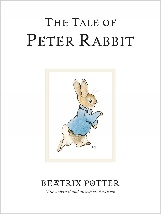 THE TALE OF
PETER RABBIT
BEATRIX POTTER